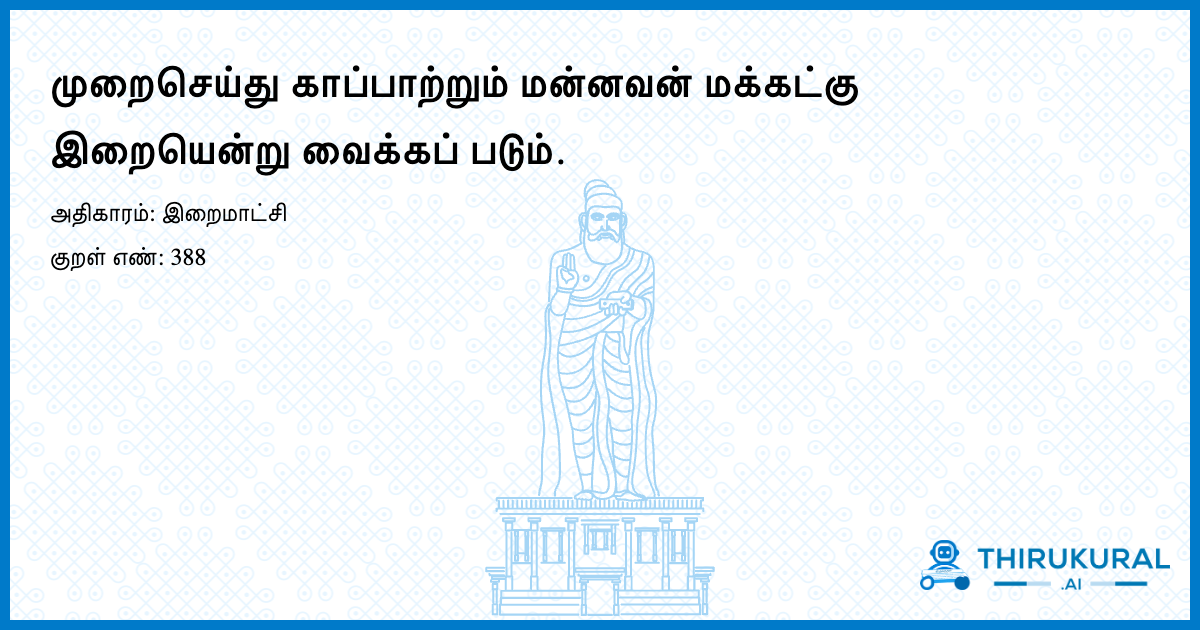 முறைசெய்து காப்பாற்றும் மன்னவன் மக்கட்கு
இறையென்று வைக்கப் படும்.
அதிகாரம்: இறைமாட்சி
குறள் எண்: 388
THIRUKURAL
.AI